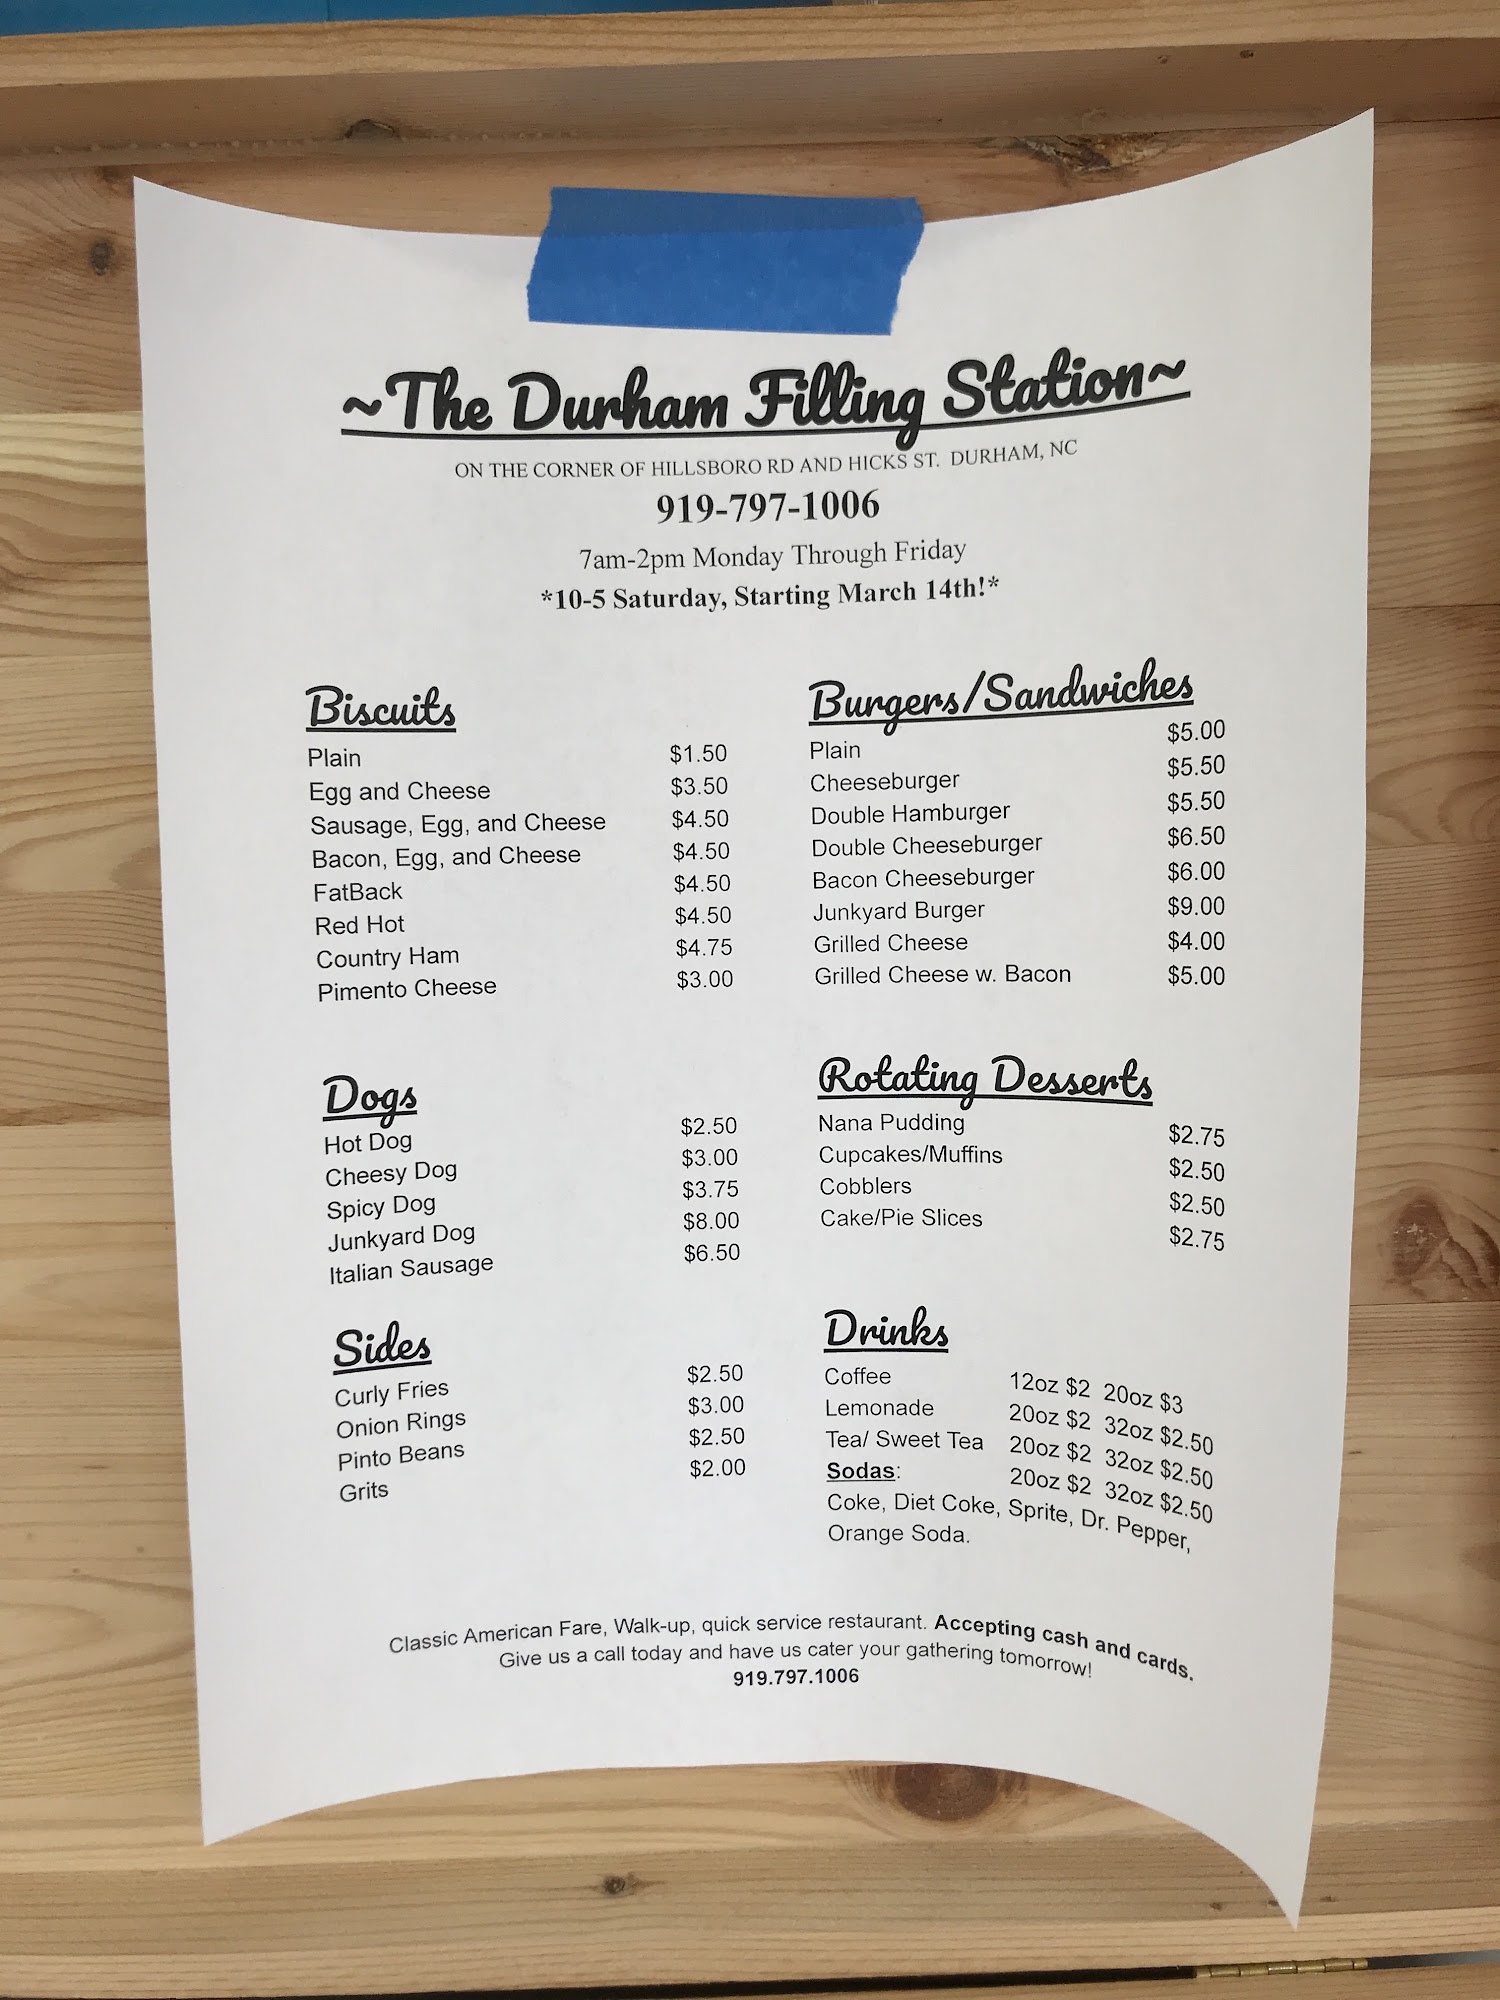 ~The Durham Filling Station~
ON THE CORNER OF HILLSBORO RD AND HICKS ST. DURHAM, NC
919-797-1006
7am-2pm Monday Through Friday
*10-5 Saturday, Starting March 14th!*
Biscuits
Plain $1.50
Egg and Cheese $3.50
Sausage, Egg, and Cheese $4.50
Bacon, Egg, and Cheese $4.50
FatBack $4.50
Red Hot $4.50
Country Ham $4.75
Pimento Cheese $3.00
Dogs
Hot Dog $2.50
Cheesy Dog $3.00
Spicy Dog $3.75
Junkyard Dog $8.00
Italian Sausage $6.50
Sides
Curly Fries $2.50
Onion Rings $3.00
Pinto Beans $2.50
Grits $2.00
Burgers/Sandwiches
Plain $5.00
Cheeseburger $5.50
Double Hamburger $5.50
Double Cheeseburger $6.50
Bacon Cheeseburger $6.00
Junkyard Burger $9.00
Grilled Cheese $4.00
Grilled Cheese w. Bacon $5.00
Rotating Desserts
Nana Pudding $2.75
Cupcakes/Muffins $2.50
Cobblers $2.50
Cake/Pie Slices $2.75
Drinks
Coffee 12oz $2 20oz $3
Lemonade 20oz $2 32oz $2.50
Tea/ Sweet Tea 20oz $2 32oz $2.50
Sodas: 20oz $2 32oz $2.50
Coke, Diet Coke, Sprite, Dr. Pepper,
Orange Soda.
Classic American Fare, Walk-up, quick service restaurant. Accepting cash and cards.
Give us a call today and have us cater your gathering tomorrow!
919.797.1006